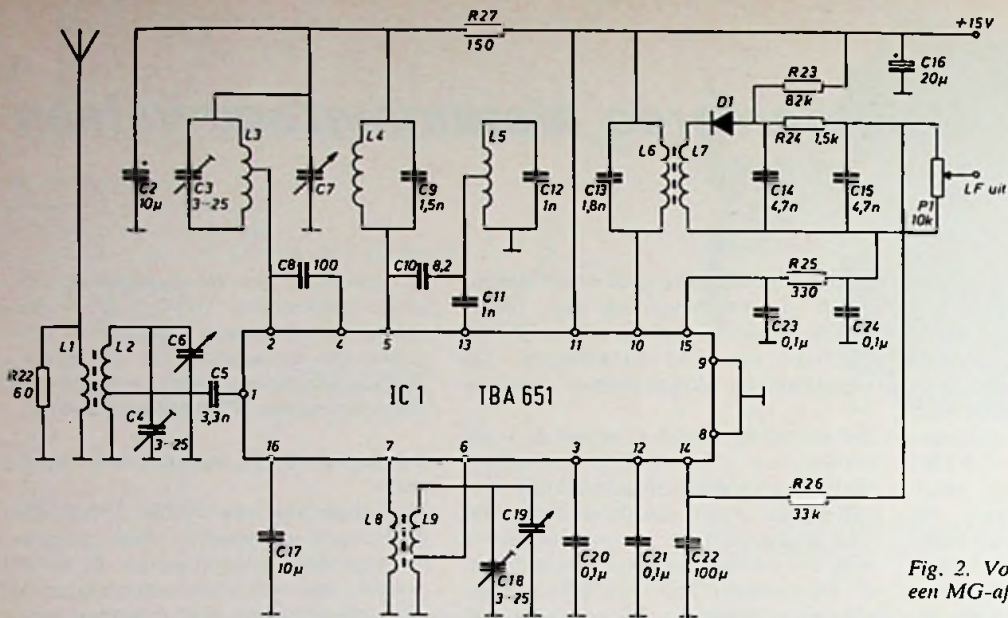 R27
150
+15V
C16
20µ
R23
82k
D1
R24
1,5k
L3
L4
L5
L6
L7
C2
10µ
C3
3-25
C7
C9
1,5n
C12
1n
C13
1,8n
C14
4,7n
C15
4,7n
P1
10k
LF uit
C8
100
C10
8,2
C11
1n
R25
330
C23
0,1µ
C24
0,1µ
L1
L2
C6
R22
60
C4
3-25
C5
3,3n
2
4
5
13
11
10
15
1
IC1 TBA 651
9
8
16
7
6
3
12
14
R26
33k
C17
10µ
L8
L9
C19
C18
3-25
C20
0,1µ
C21
0,1µ
C22
100µ
Fig. 2.
een MG-